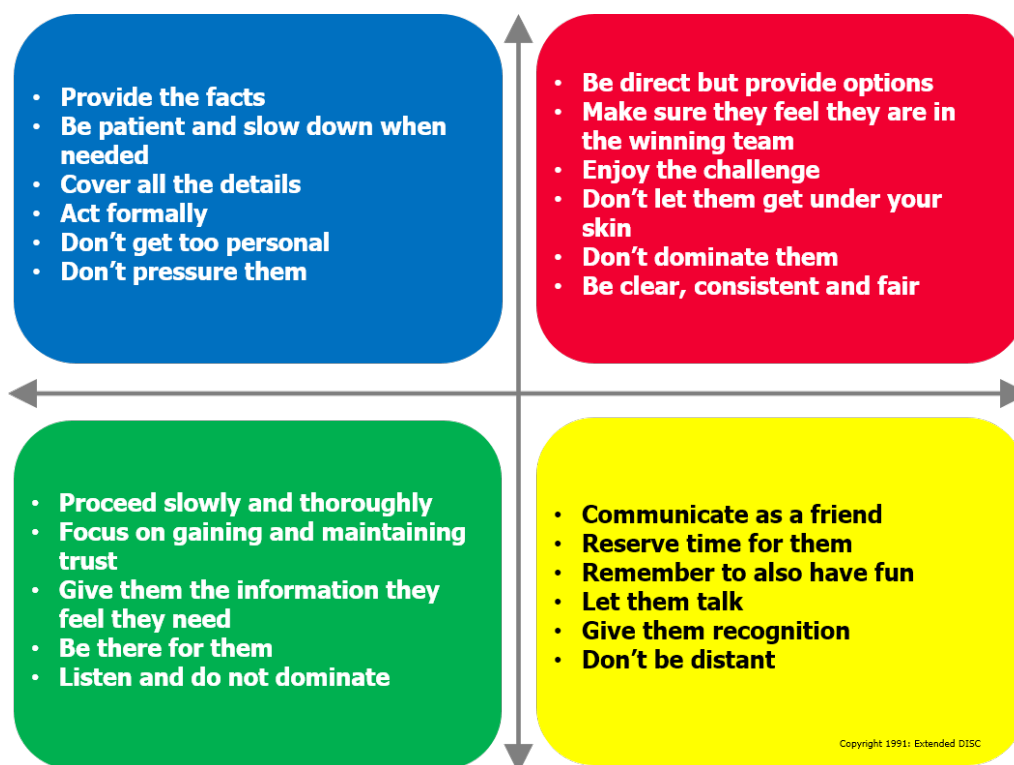 • Provide the facts
• Be patient and slow down when
needed
• Cover all the details
• Act formally
• Don’t get too personal
• Don’t pressure them
• Be direct but provide options
• Make sure they feel they are in
the winning team
• Enjoy the challenge
• Don’t let them get under your
skin
• Don’t dominate them
• Be clear, consistent and fair
• Proceed slowly and thoroughly
• Focus on gaining and maintaining
trust
• Give them the information they
feel they need
• Be there for them
• Listen and do not dominate
• Communicate as a friend
• Reserve time for them
• Remember to also have fun
• Let them talk
• Give them recognition
• Don’t be distant
Copyright 1991: Extended DISC